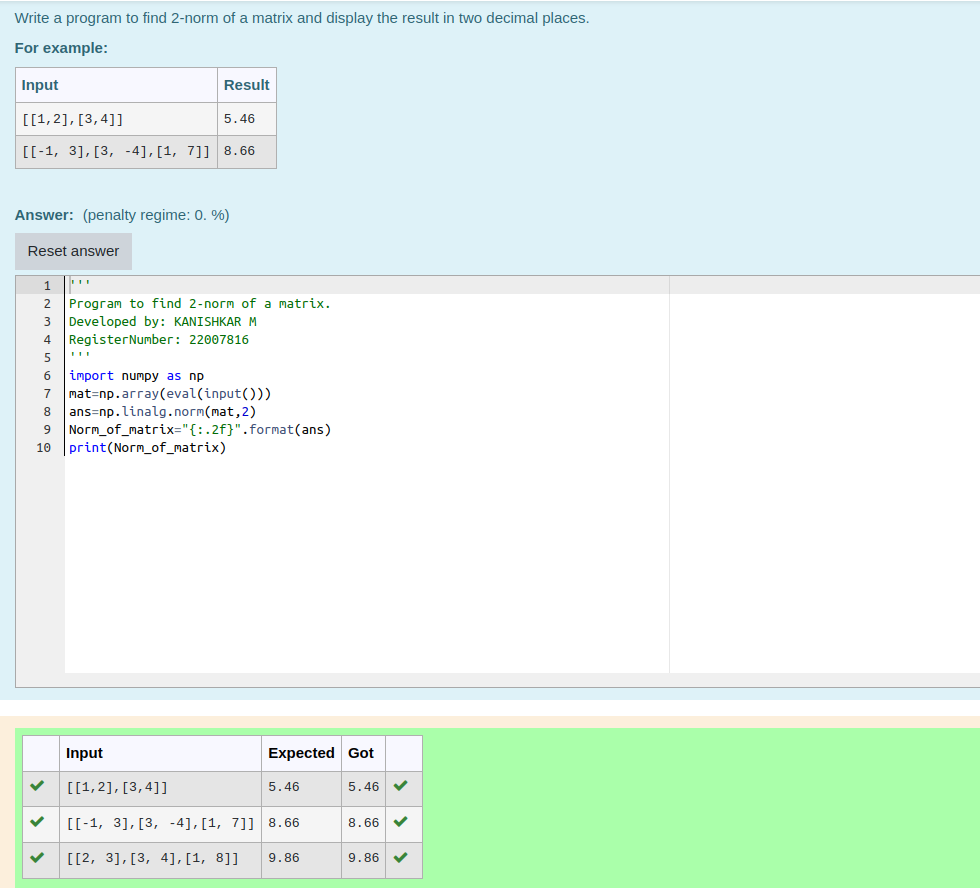 Write a program to find 2-norm of a matrix and display the result in two decimal places.
For example:
Input Result
[[1,2],[3,4]] 5.46
[[-1, 3],[3, -4],[1, 7]] 8.66
Answer: (penalty regime: 0. %)
Reset answer
1 '''
2 Program to find 2-norm of a matrix.
3 Developed by: KANISHKAR M
4 RegisterNumber: 22007816
5 '''
6 import numpy as np
7 mat=np.array(eval(input()))
8 ans=np.linalg.norm(mat,2)
9 Norm_of_matrix="{:.2f}".format(ans)
10 print(Norm_of_matrix)
Input Expected Got
[[1,2],[3,4]] 5.46 5.46
[[-1, 3],[3, -4],[1, 7]] 8.66 8.66
[[2, 3],[3, 4],[1, 8]] 9.86 9.86